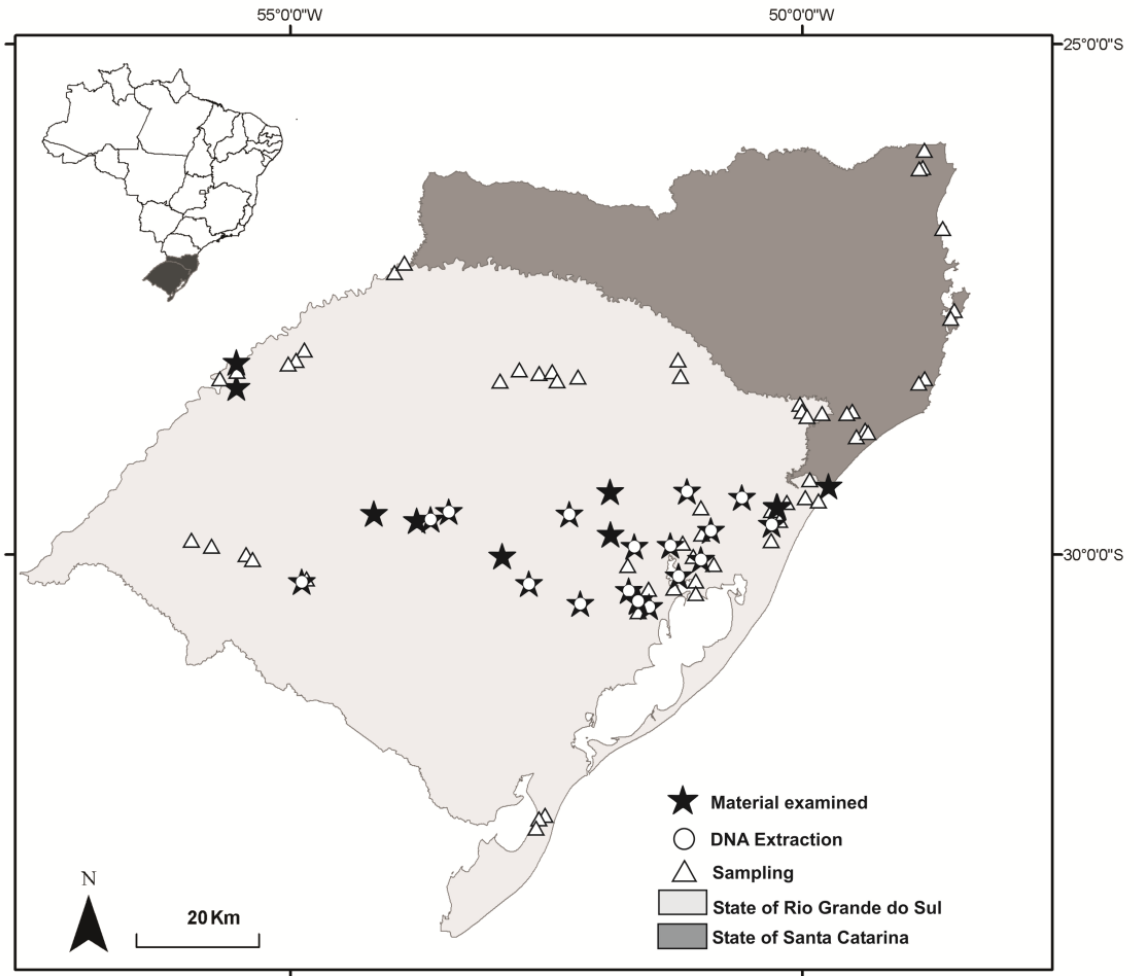 55°0'0"W
50°0'0"W
25°0'0"S
30°0'0"S
Material examined
DNA Extraction
Sampling
State of Rio Grande do Sul
State of Santa Catarina
N
20 Km